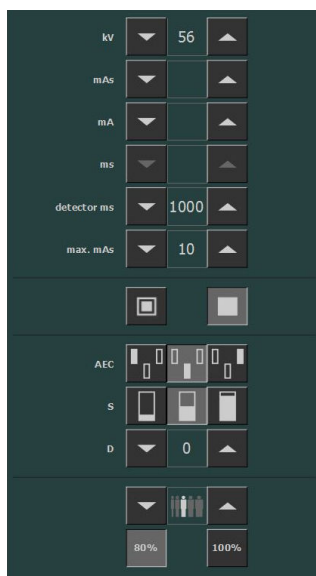 kV 56
mAs
mA
ms
detector ms 1000
max. mAs 10
AEC
S
D 0
80% 100%